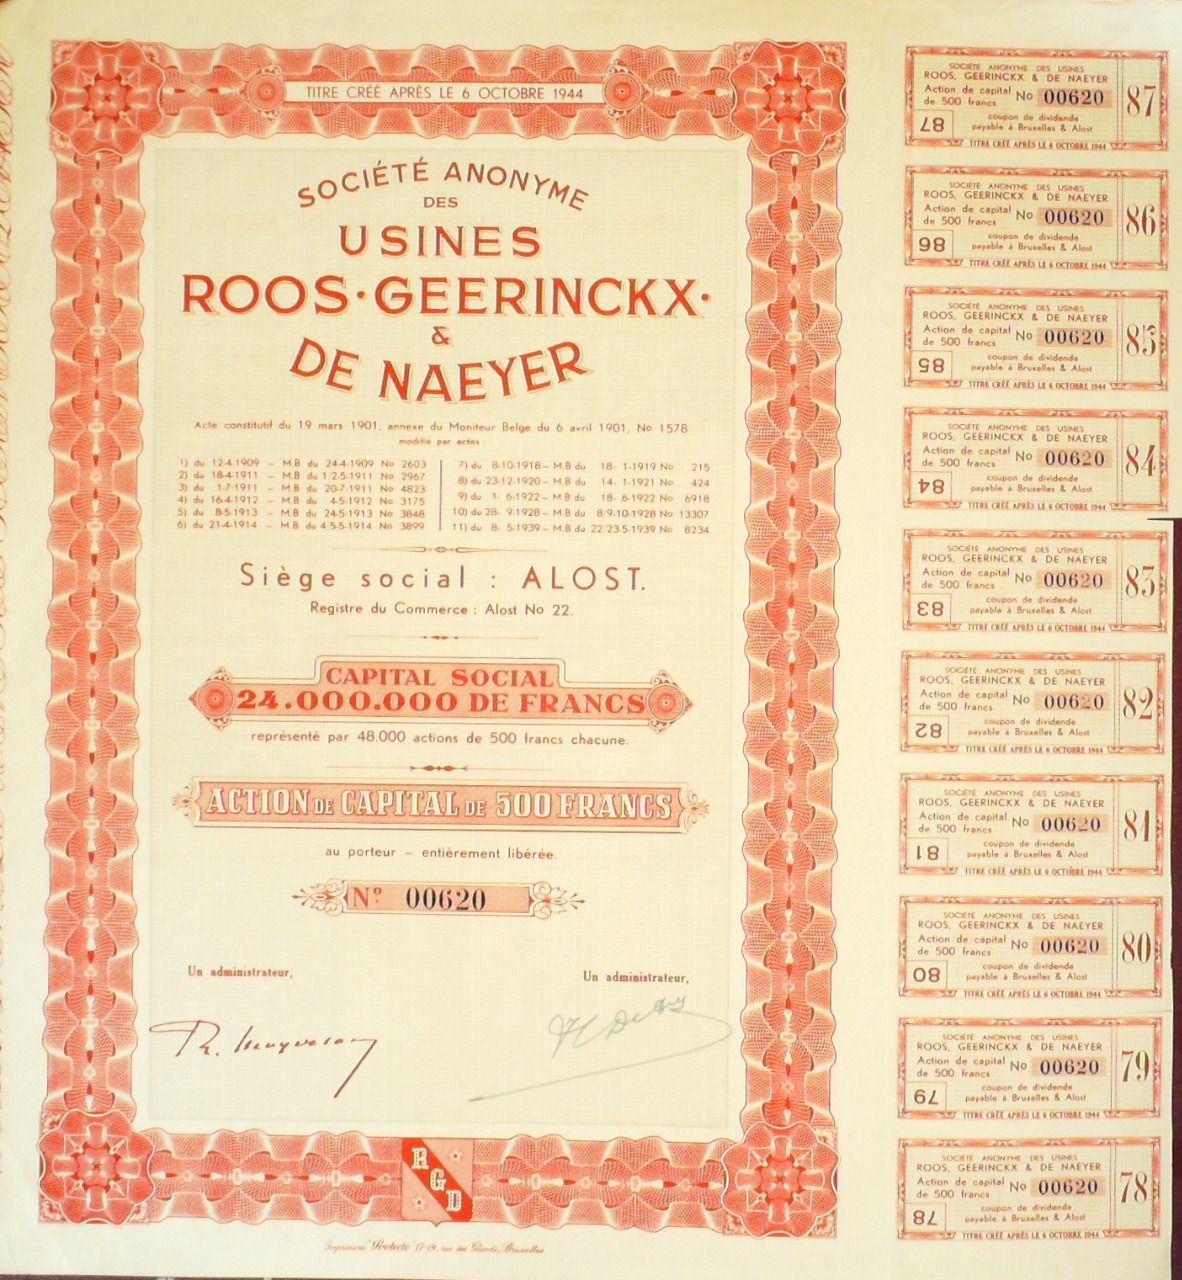 TITRE CRÉÉ APRÈS LE 6 OCTOBRE 1944
SOCIÉTÉ ANONYME
DES
USINES
ROOS·GEERINCKX·
&
DE NAEYER
Acte constitutif du 19 mars 1901, annexe du Moniteur Belge du 6 avril 1901, No 1578
modifié par actes :
1) du 12-4-1909 – M.B du 24-4-1909 No 2603
2) du 18-4-1911 – M.B du 1/2-5-1911 No 2967
3) du 1-7-1911 – M.B du 20-7-1911 No 4823
4) du 16-4-1912 – M.B du 4-5-1912 No 3175
5) du 8-5-1913 – M.B du 24-5-1913 No 3848
6) du 21-4-1914 – M.B du 4/5-5-1914 No 3899
7) du 8-10-1918 – M.B du 18- 1-1919 No 215
8) du 23-12-1920 – M.B du 14- 1-1921 No 424
9) du 1- 6-1922 – M.B du 18- 6-1922 No 6918
10) du 28- 9-1928 – M.B du 8/9-10-1928 No 13307
11) du 8- 5-1939 – M.B du 22/23-5-1939 No 8234
Siège social : ALOST.
Registre du Commerce : Alost No 22.
CAPITAL SOCIAL
24.000.000 DE FRANCS
représenté par 48.000 actions de 500 francs chacune.
ACTION DE CAPITAL DE 500 FRANCS
au porteur – entièrement libérée.
Nº 00620
Un administrateur,
Un administrateur,
RGD
Imprimerie "Protecto" 17-19, rue des Goujons, Bruxelles
SOCIÉTÉ ANONYME DES USINES
ROOS, GEERINCKX & DE NAEYER
Action de capital
de 500 francs
No 00620
87
87
coupon de dividende
payable à Bruxelles & Alost
TITRE CRÉÉ APRÈS LE 6 OCTOBRE 1944
SOCIÉTÉ ANONYME DES USINES
ROOS, GEERINCKX & DE NAEYER
Action de capital
de 500 francs
No 00620
86
86
coupon de dividende
payable à Bruxelles & Alost
TITRE CRÉÉ APRÈS LE 6 OCTOBRE 1944
SOCIÉTÉ ANONYME DES USINES
ROOS, GEERINCKX & DE NAEYER
Action de capital
de 500 francs
No 00620
85
85
coupon de dividende
payable à Bruxelles & Alost
TITRE CRÉÉ APRÈS LE 6 OCTOBRE 1944
SOCIÉTÉ ANONYME DES USINES
ROOS, GEERINCKX & DE NAEYER
Action de capital
de 500 francs
No 00620
84
84
coupon de dividende
payable à Bruxelles & Alost
TITRE CRÉÉ APRÈS LE 6 OCTOBRE 1944
SOCIÉTÉ ANONYME DES USINES
ROOS, GEERINCKX & DE NAEYER
Action de capital
de 500 francs
No 00620
83
83
coupon de dividende
payable à Bruxelles & Alost
TITRE CRÉÉ APRÈS LE 6 OCTOBRE 1944
SOCIÉTÉ ANONYME DES USINES
ROOS, GEERINCKX & DE NAEYER
Action de capital
de 500 francs
No 00620
82
82
coupon de dividende
payable à Bruxelles & Alost
TITRE CRÉÉ APRÈS LE 6 OCTOBRE 1944
SOCIÉTÉ ANONYME DES USINES
ROOS, GEERINCKX & DE NAEYER
Action de capital
de 500 francs
No 00620
81
81
coupon de dividende
payable à Bruxelles & Alost
TITRE CRÉÉ APRÈS LE 6 OCTOBRE 1944
SOCIÉTÉ ANONYME DES USINES
ROOS, GEERINCKX & DE NAEYER
Action de capital
de 500 francs
No 00620
80
80
coupon de dividende
payable à Bruxelles & Alost
TITRE CRÉÉ APRÈS LE 6 OCTOBRE 1944
SOCIÉTÉ ANONYME DES USINES
ROOS, GEERINCKX & DE NAEYER
Action de capital
de 500 francs
No 00620
79
79
coupon de dividende
payable à Bruxelles & Alost
TITRE CRÉÉ APRÈS LE 6 OCTOBRE 1944
SOCIÉTÉ ANONYME DES USINES
ROOS, GEERINCKX & DE NAEYER
Action de capital
de 500 francs
No 00620
78
78
coupon de dividende
payable à Bruxelles & Alost
TITRE CRÉÉ APRÈS LE 6 OCTOBRE 1944